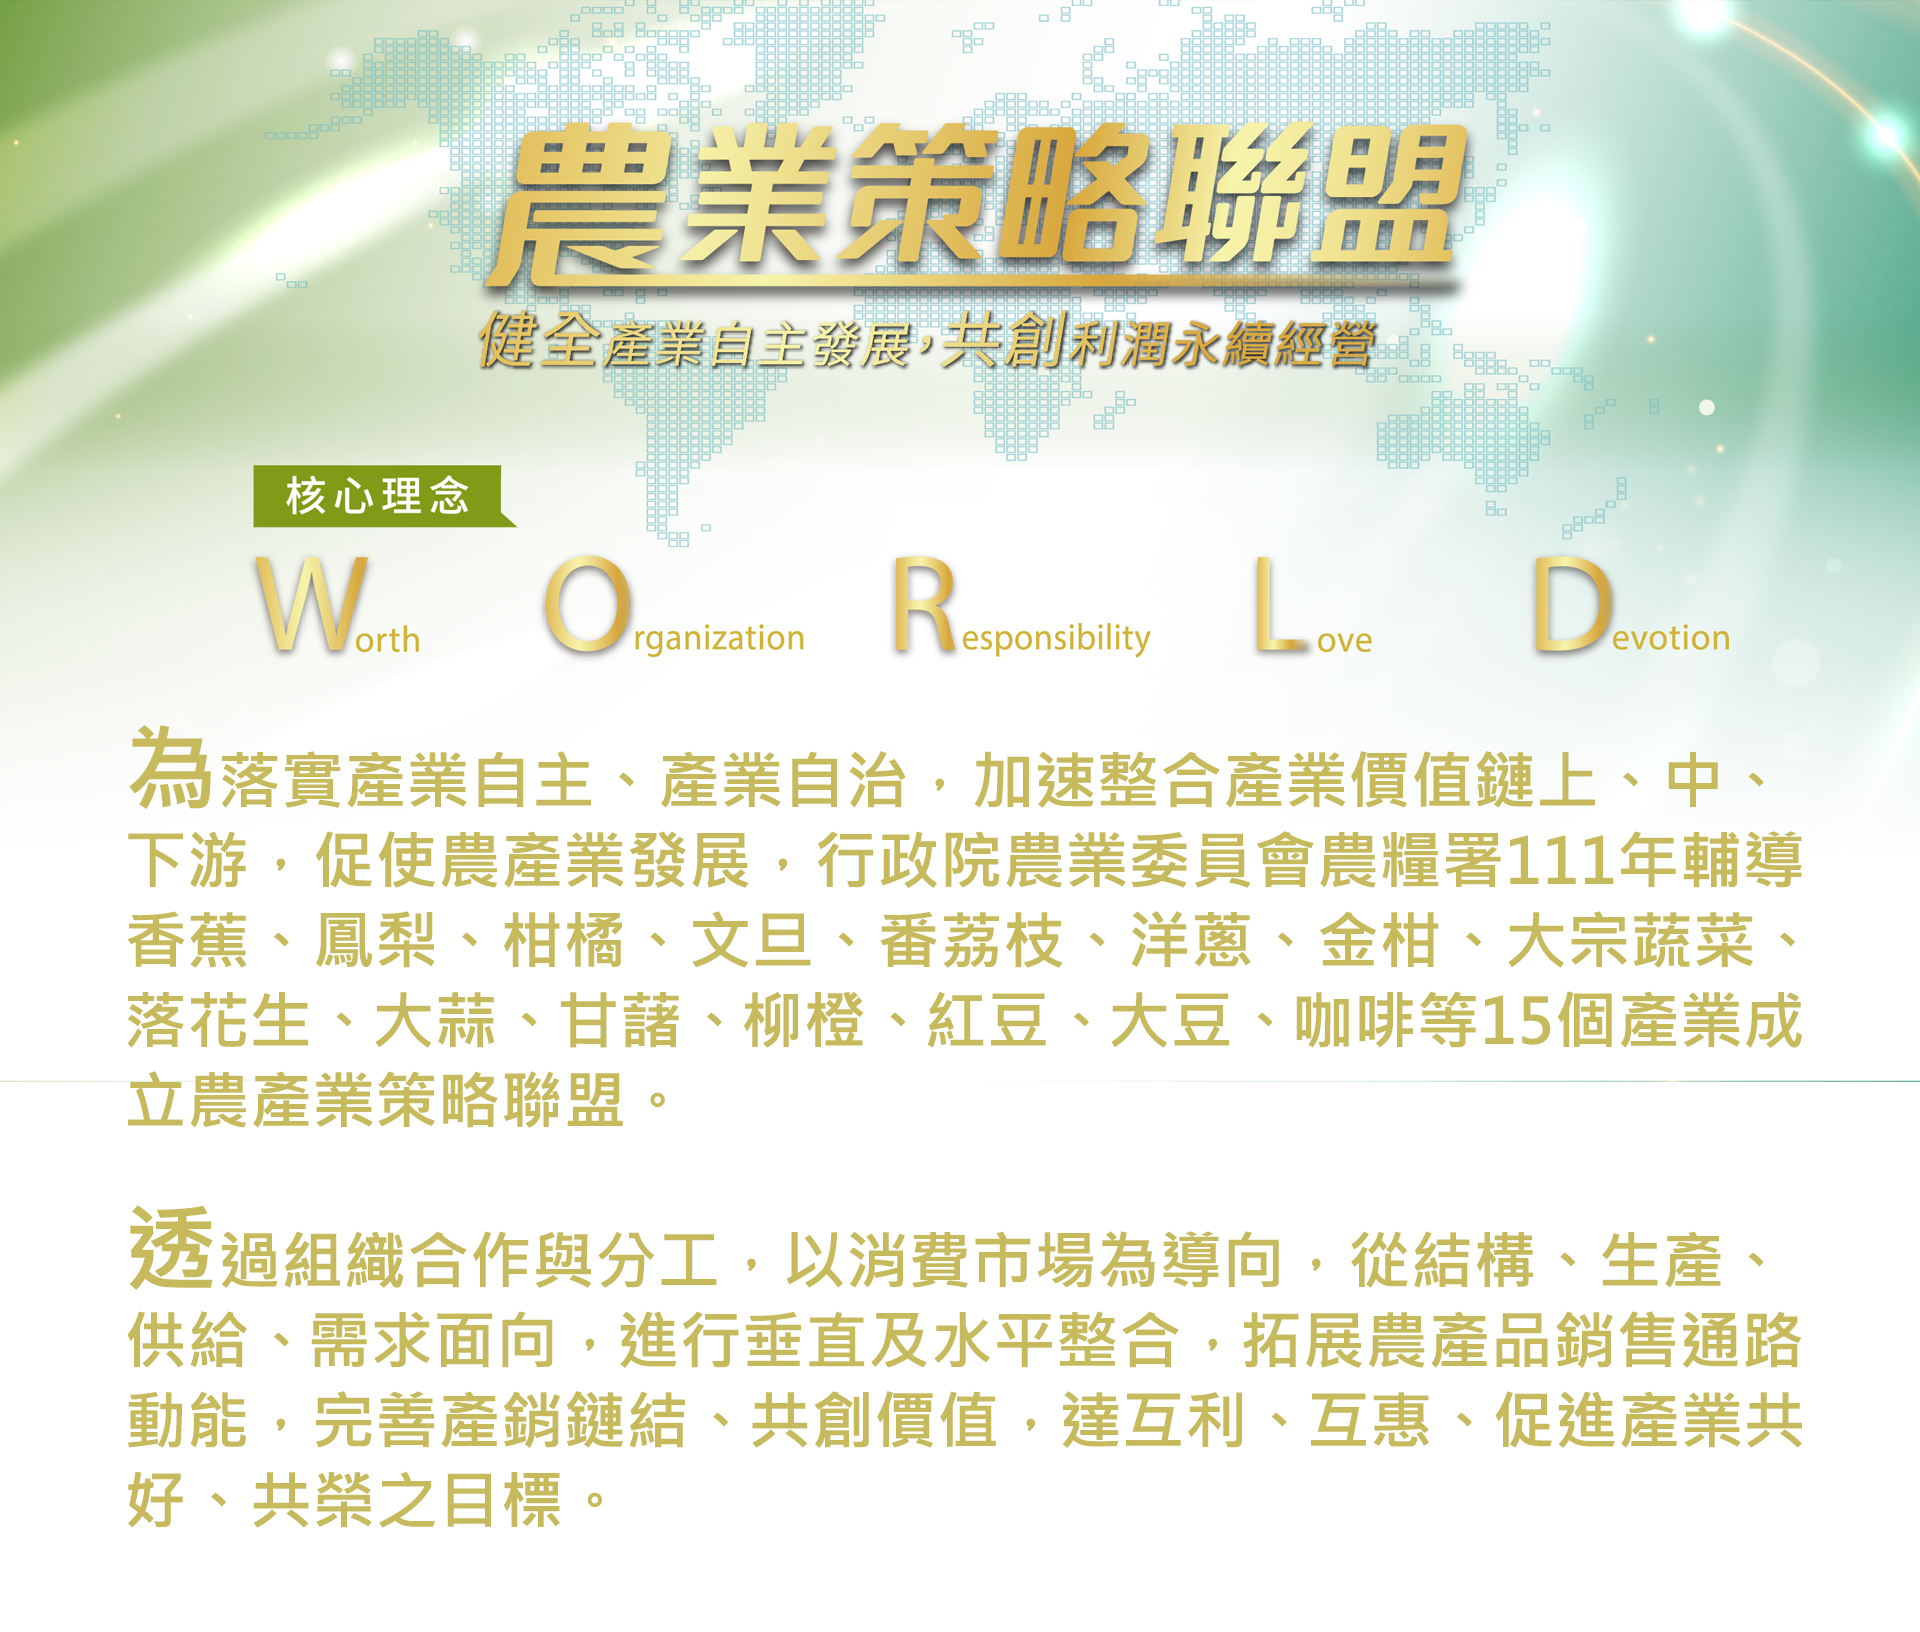 農業策略聯盟
健全產業自主發展，共創利潤永續經營
核心理念
Worth Organization Responsibility Love Devotion
為落實產業自主、產業自治，加速整合產業價值鏈上、中、
下游，促使農產業發展，行政院農業委員會農糧署111年輔導
香蕉、鳳梨、柑橘、文旦、番荔枝、洋蔥、金柑、大宗蔬菜、
落花生、大蒜、甘藷、柳橙、紅豆、大豆、咖啡等15個產業成
立農產業策略聯盟。
透過組織合作與分工，以消費市場為導向，從結構、生產、
供給、需求面向，進行垂直及水平整合，拓展農產品銷售通路
動能，完善產銷鏈結、共創價值，達互利、互惠、促進產業共
好、共榮之目標。